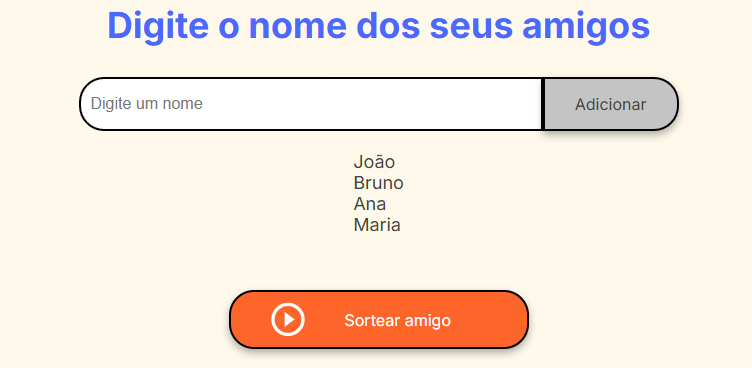 Digite o nome dos seus amigos
Digite um nome
Adicionar
João
Bruno
Ana
Maria
Sortear amigo